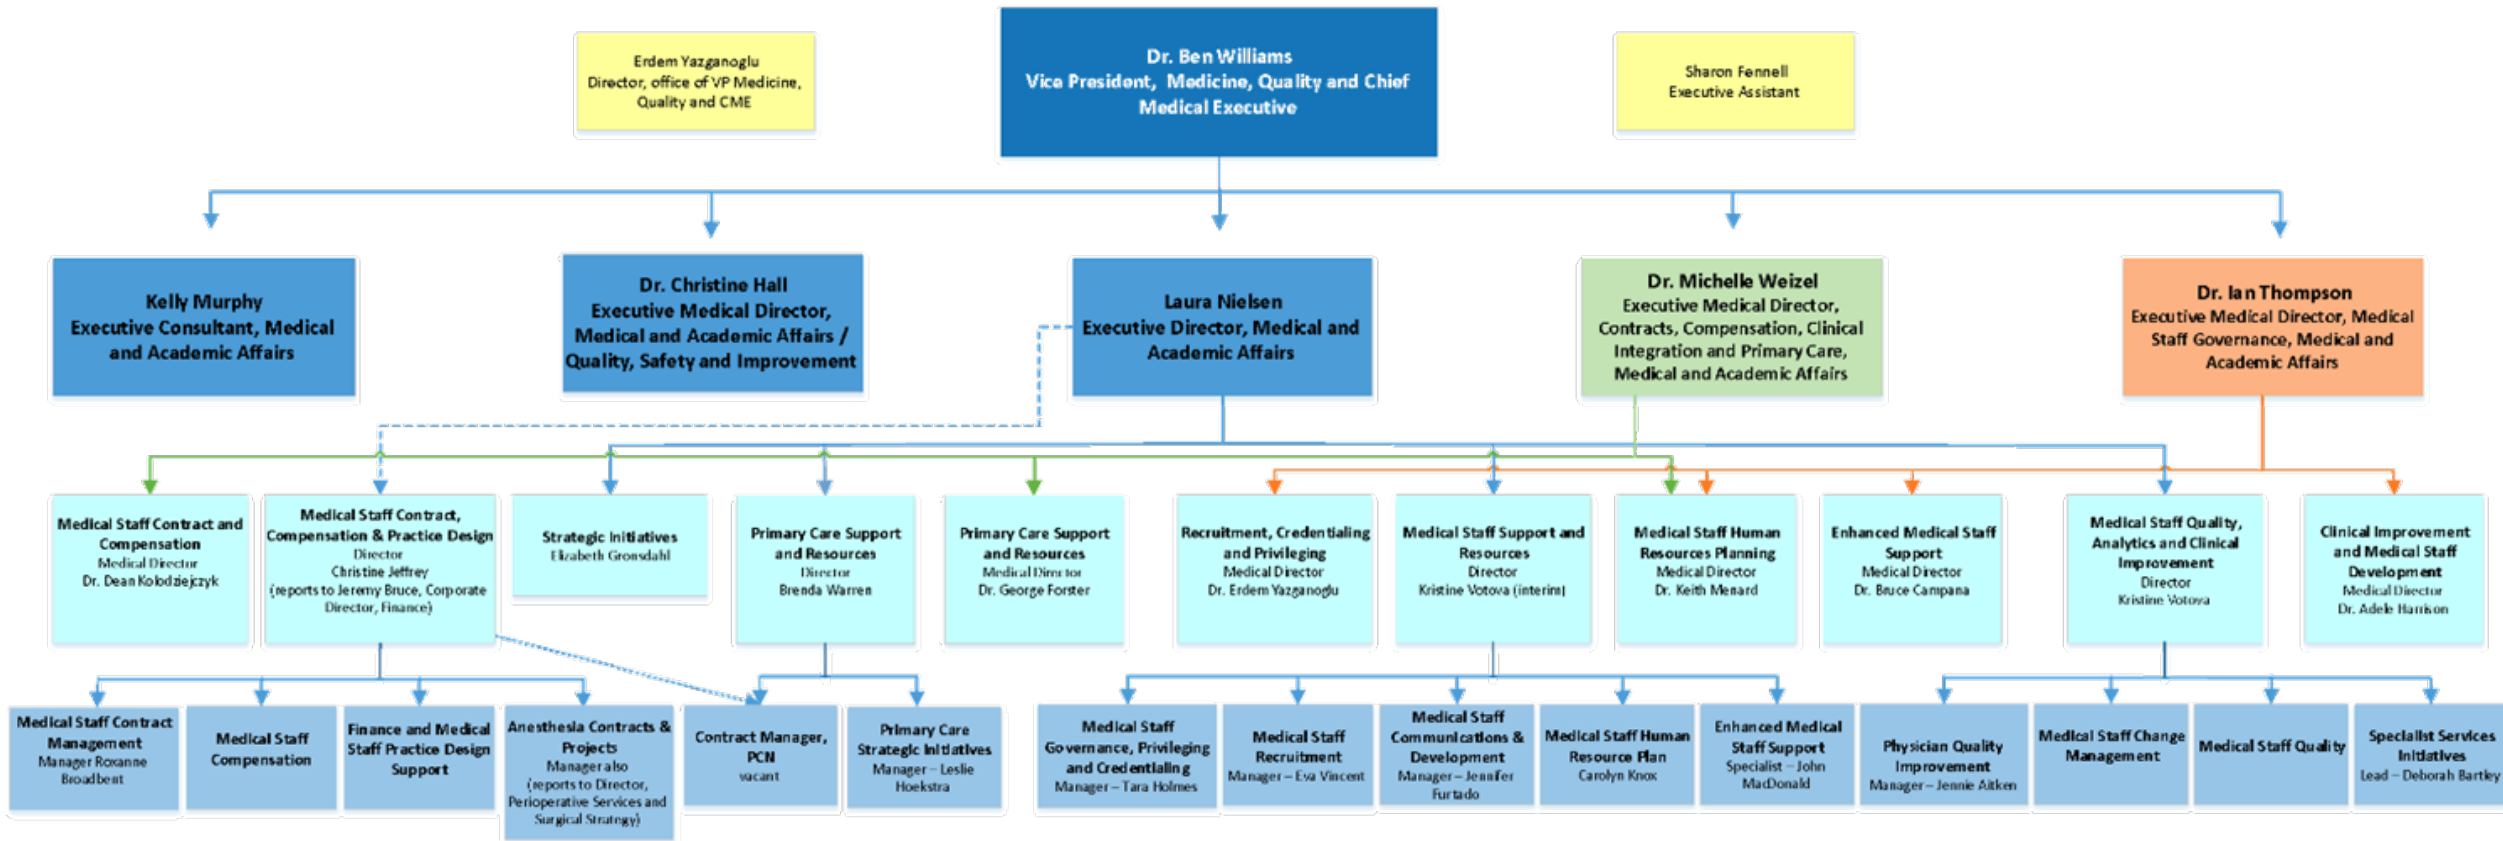 Erdem Yazganoglu
Director, office of VP Medicine,
Quality and CME
Dr. Ben Williams
Vice President, Medicine, Quality and Chief
Medical Executive
Sharon Fennell
Executive Assistant
Kelly Murphy
Executive Consultant, Medical
and Academic Affairs
Dr. Christine Hall
Executive Medical Director,
Medical and Academic Affairs /
Quality, Safety and Improvement
Laura Nielsen
Executive Director, Medical and
Academic Affairs
Dr. Michelle Weizel
Executive Medical Director,
Contracts, Compensation, Clinical
Integration and Primary Care,
Medical and Academic Affairs
Dr. Ian Thompson
Executive Medical Director, Medical
Staff Governance, Medical and
Academic Affairs
Medical Staff Contract and
Compensation
Medical Director
Dr. Dean Kolodziejczyk
Medical Staff Contract,
Compensation & Practice Design
Director
Christine Jeffrey
(reports to Jeremy Bruce, Corporate
Director, Finance)
Strategic Initiatives
Elizabeth Gronsdahl
Primary Care Support
and Resources
Director
Brenda Warren
Primary Care Support
and Resources
Medical Director
Dr. George Forster
Recruitment, Credentialing
and Privileging
Medical Director
Dr. Erdem Yazganoglu
Medical Staff Support and
Resources
Director
Kristine Votova (interim)
Medical Staff Human
Resources Planning
Medical Director
Dr. Keith Menard
Enhanced Medical Staff
Support
Medical Director
Dr. Bruce Campana
Medical Staff Quality,
Analytics and Clinical
Improvement
Director
Kristine Votova
Clinical Improvement
and Medical Staff
Development
Medical Director
Dr. Adele Harrison
Medical Staff Contract
Management
Manager Roxanne
Broadbent
Medical Staff
Compensation
Finance and Medical
Staff Practice Design
Support
Anesthesia Contracts &
Projects
Manager also
(reports to Director,
Perioperative Services and
Surgical Strategy)
Contract Manager,
PCN
vacant
Primary Care
Strategic Initiatives
Manager – Leslie
Hoekstra
Medical Staff
Governance, Privileging
and Credentialing
Manager – Tara Holmes
Medical Staff
Recruitment
Manager – Eva Vincent
Medical Staff
Communications &
Development
Manager – Jennifer
Furtado
Medical Staff Human
Resource Plan
Carolyn Knox
Enhanced Medical
Staff Support
Specialist – John
MacDonald
Physician Quality
Improvement
Manager – Jennie Aitken
Medical Staff Change
Management
Medical Staff Quality
Specialist Services
Initiatives
Lead – Deborah Bartley